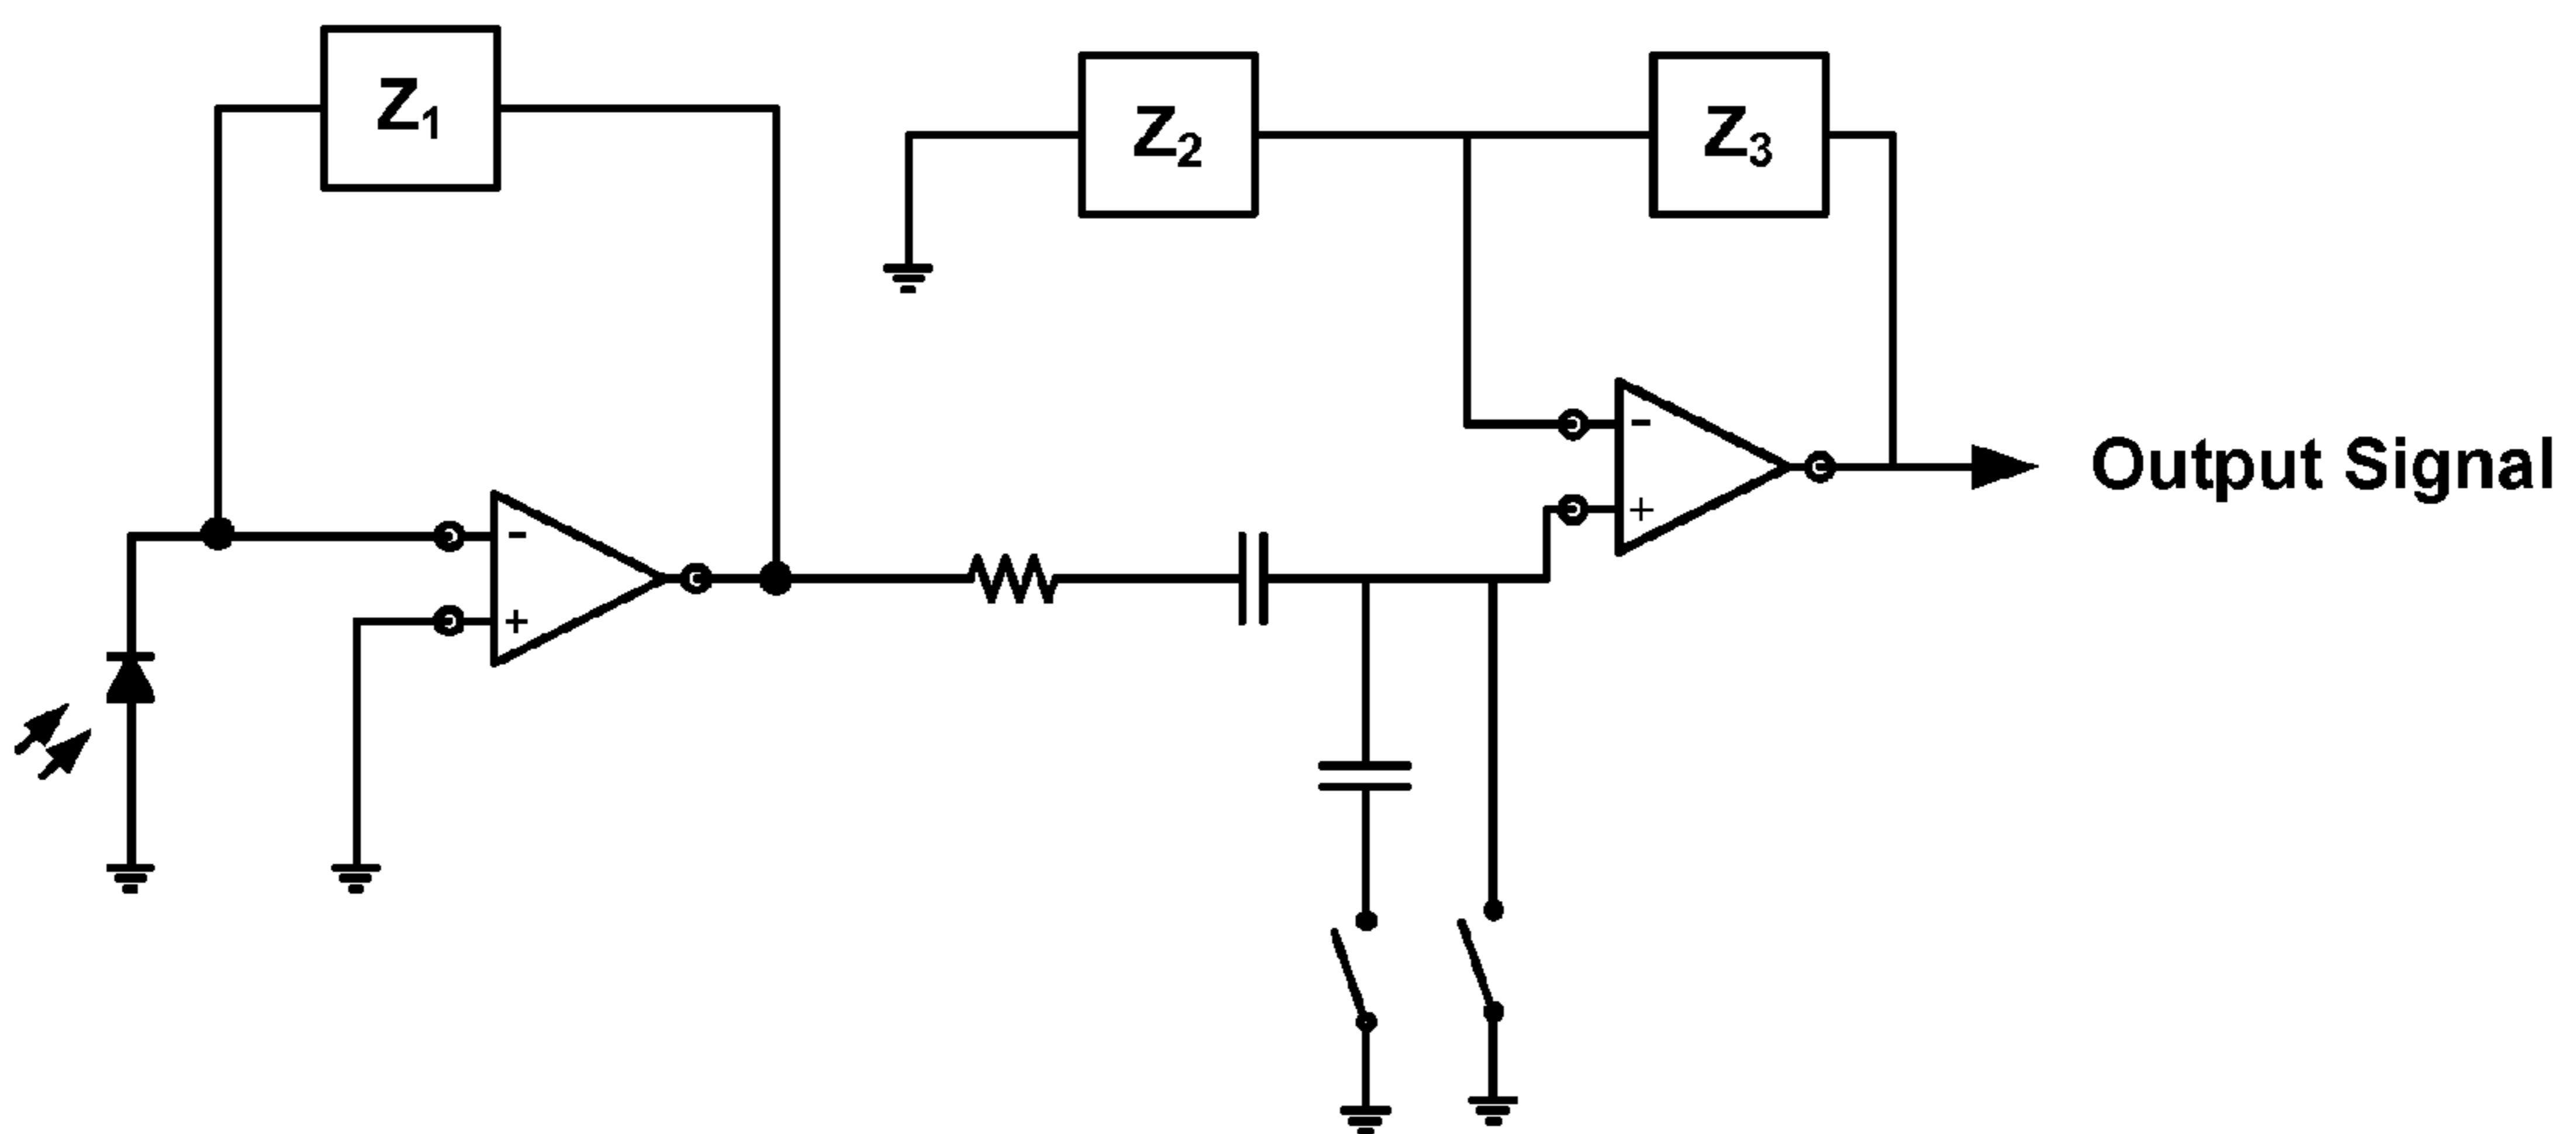 Z1
Z2
Z3
-
+
-
+
Output Signal